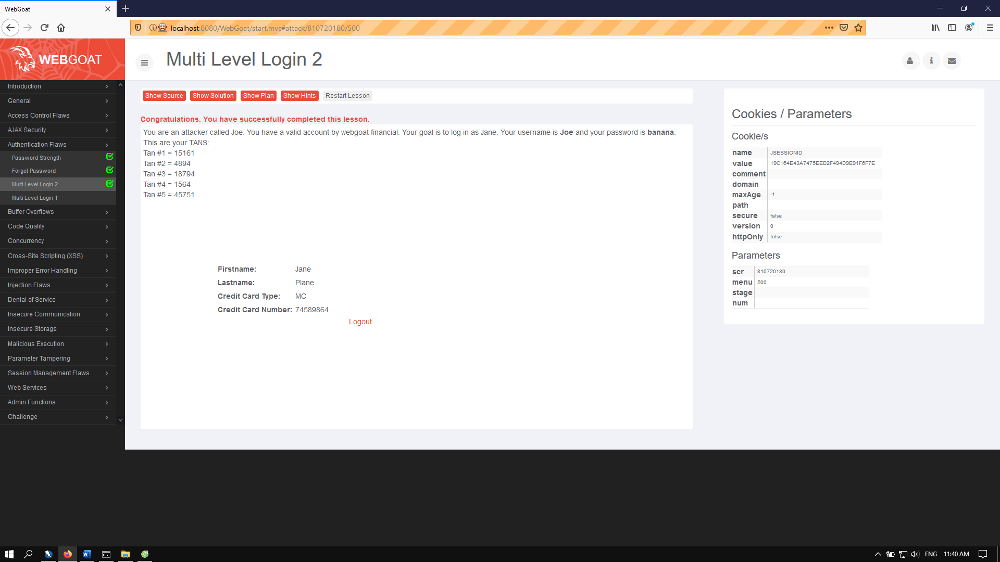 WebGoat
localhost:8080/WebGoat/start.mvc#attack/810720180/500
WEBGOAT
Multi Level Login 2
Introduction
General
Access Control Flaws
AJAX Security
Authentication Flaws
Password Strength
Forgot Password
Multi Level Login 2
Multi Level Login 1
Buffer Overflows
Code Quality
Concurrency
Cross-Site Scripting (XSS)
Improper Error Handling
Injection Flaws
Denial of Service
Insecure Communication
Insecure Storage
Malicious Execution
Parameter Tampering
Session Management Flaws
Web Services
Admin Functions
Challenge
Show Source Show Solution Show Plan Show Hints Restart Lesson
Congratulations. You have successfully completed this lesson.
You are an attacker called Joe. You have a valid account by webgoat financial. Your goal is to log in as Jane. Your username is Joe and your password is banana.
This are your TANS:
Tan #1 = 15161
Tan #2 = 4894
Tan #3 = 18794
Tan #4 = 1564
Tan #5 = 45751
Firstname: Jane
Lastname: Plane
Credit Card Type: MC
Credit Card Number: 74589864
Logout
Cookies / Parameters
Cookie/s
name JSESSIONID
value 19C164E43A7475EED2F494D9E91F6F7E
comment
domain
maxAge -1
path
secure false
version 0
httpOnly false
Parameters
scr 810720180
menu 500
stage
num
ENG 11:40 AM